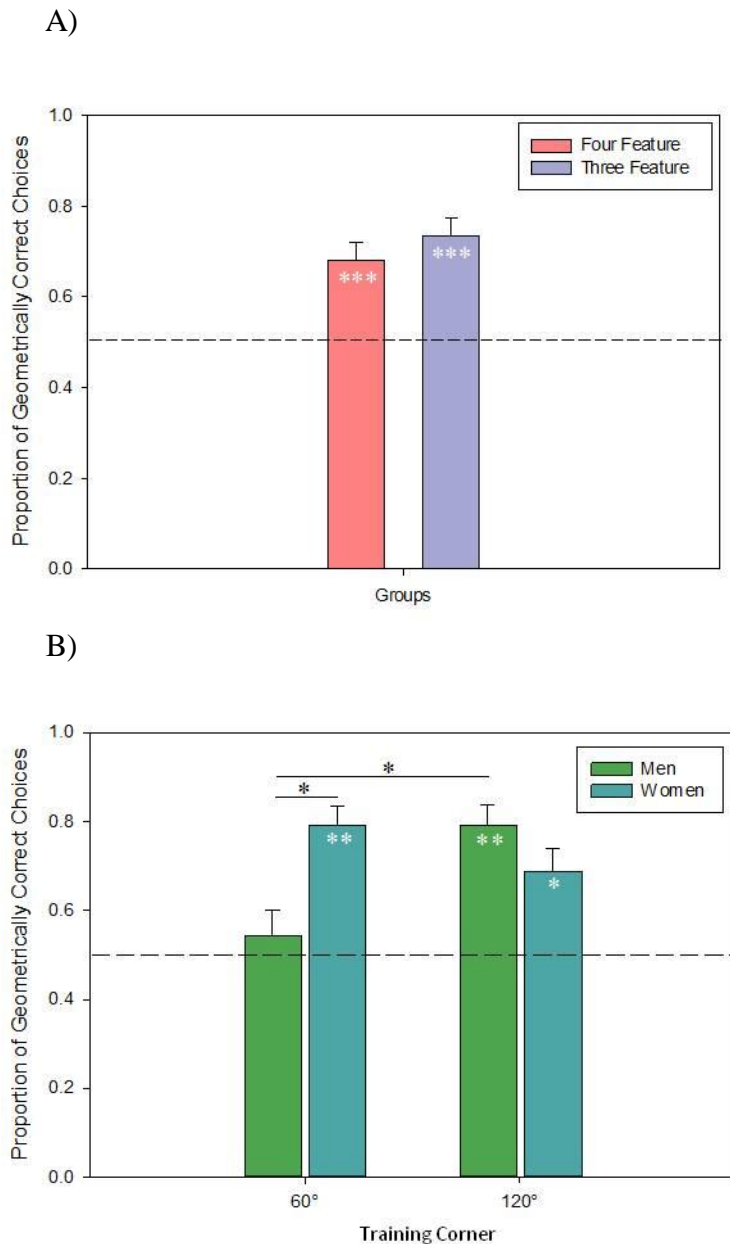 A)
Proportion of Geometrically Correct Choices
1.0
0.8
0.6
0.4
0.2
0.0
Four Feature
Three Feature
***
***
Groups
B)
Proportion of Geometrically Correct Choices
1.0
0.8
0.6
0.4
0.2
0.0
Men
Women
*
*
**
**
*
60°
120°
Training Corner